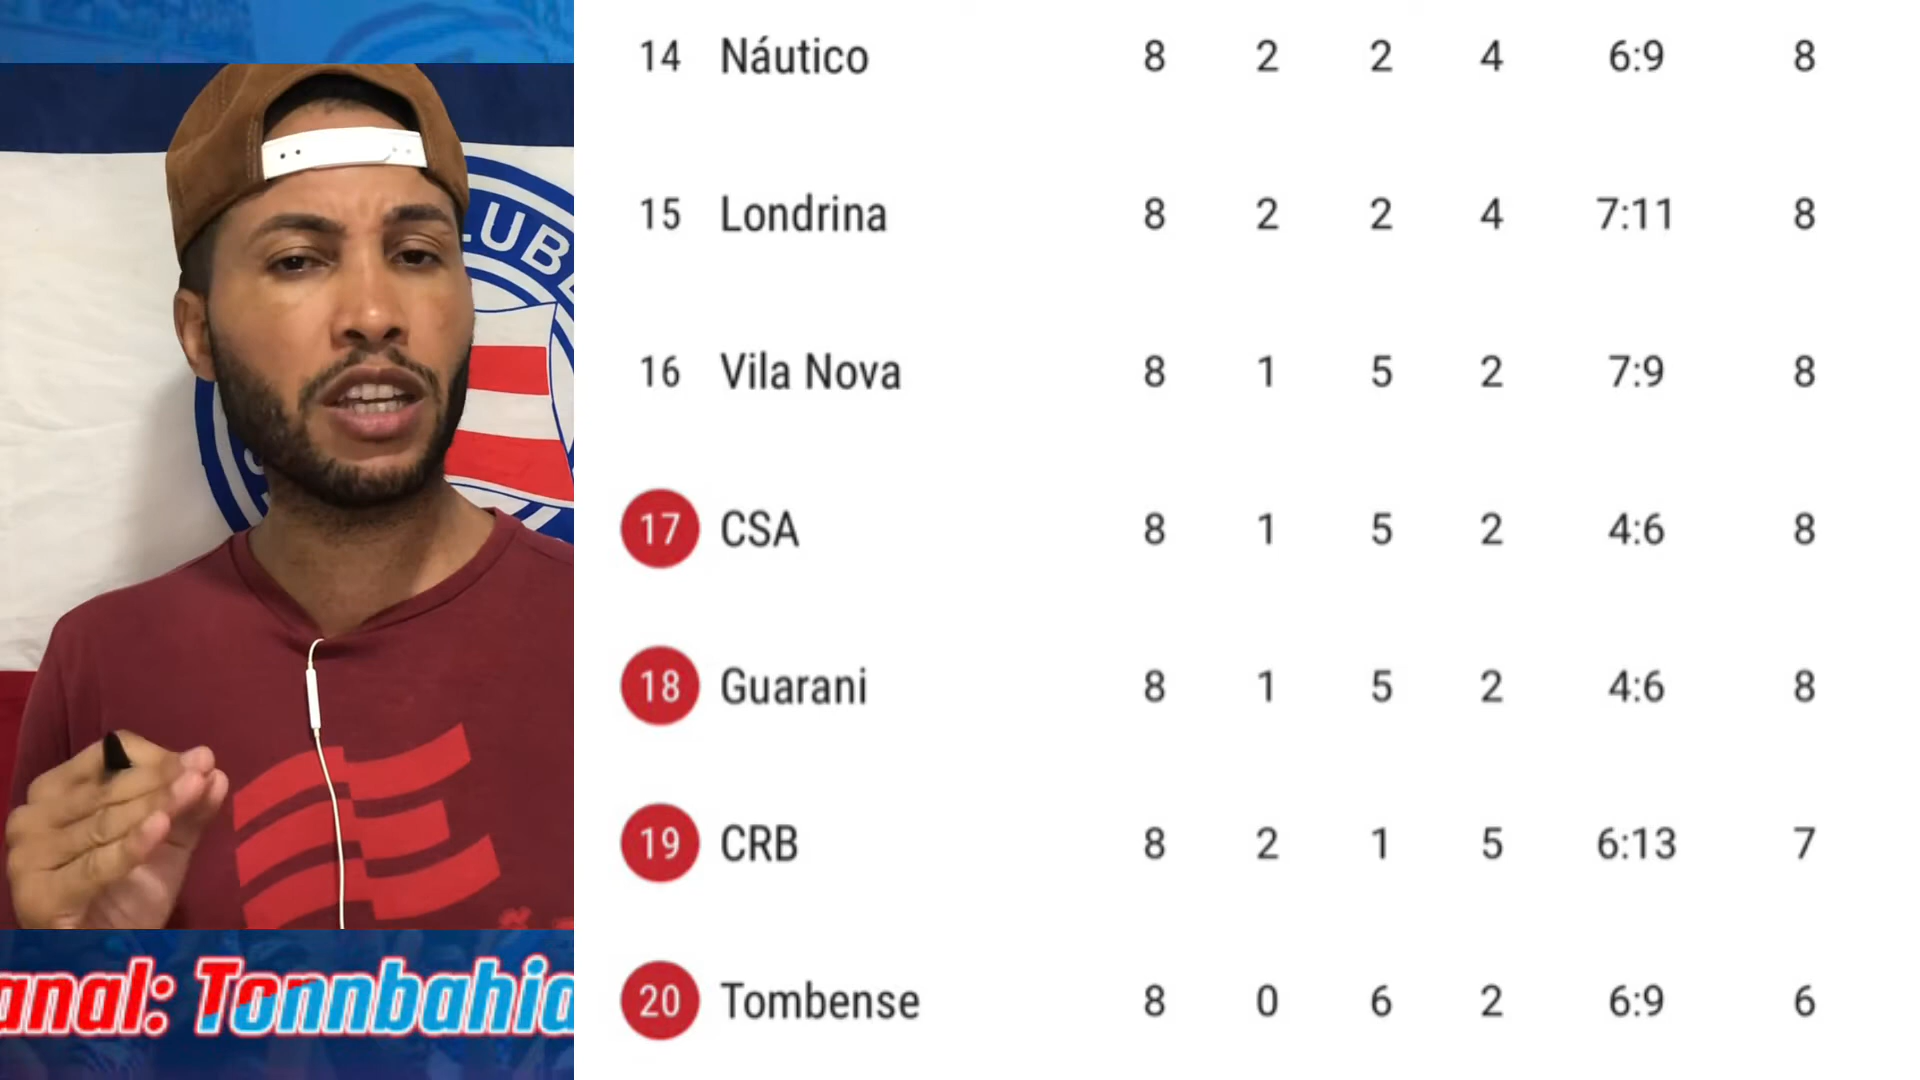 LUB
anal: Tonnbahia
14 Náutico 8 2 2 4 6:9 8
15 Londrina 8 2 2 4 7:11 8
16 Vila Nova 8 1 5 2 7:9 8
17 CSA 8 1 5 2 4:6 8
18 Guarani 8 1 5 2 4:6 8
19 CRB 8 2 1 5 6:13 7
20 Tombense 8 0 6 2 6:9 6